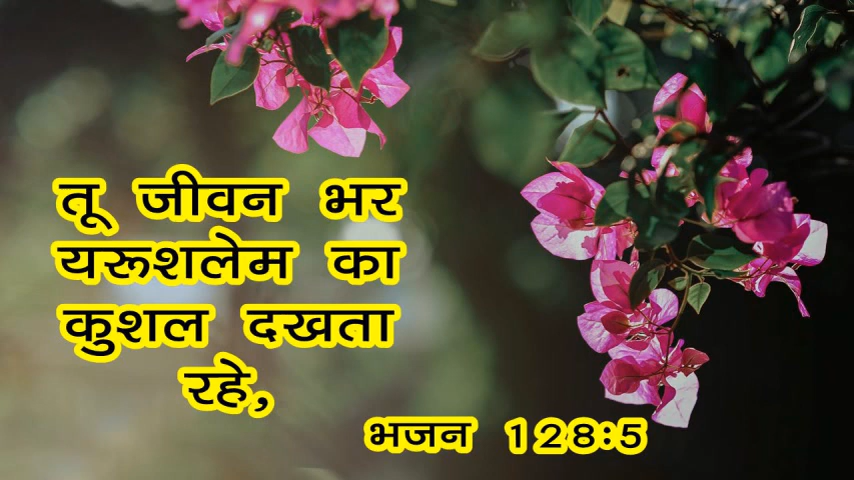 तू जीवन भर
यरूशलेम का
कुशल दखता
रहे,
भजन 128:5